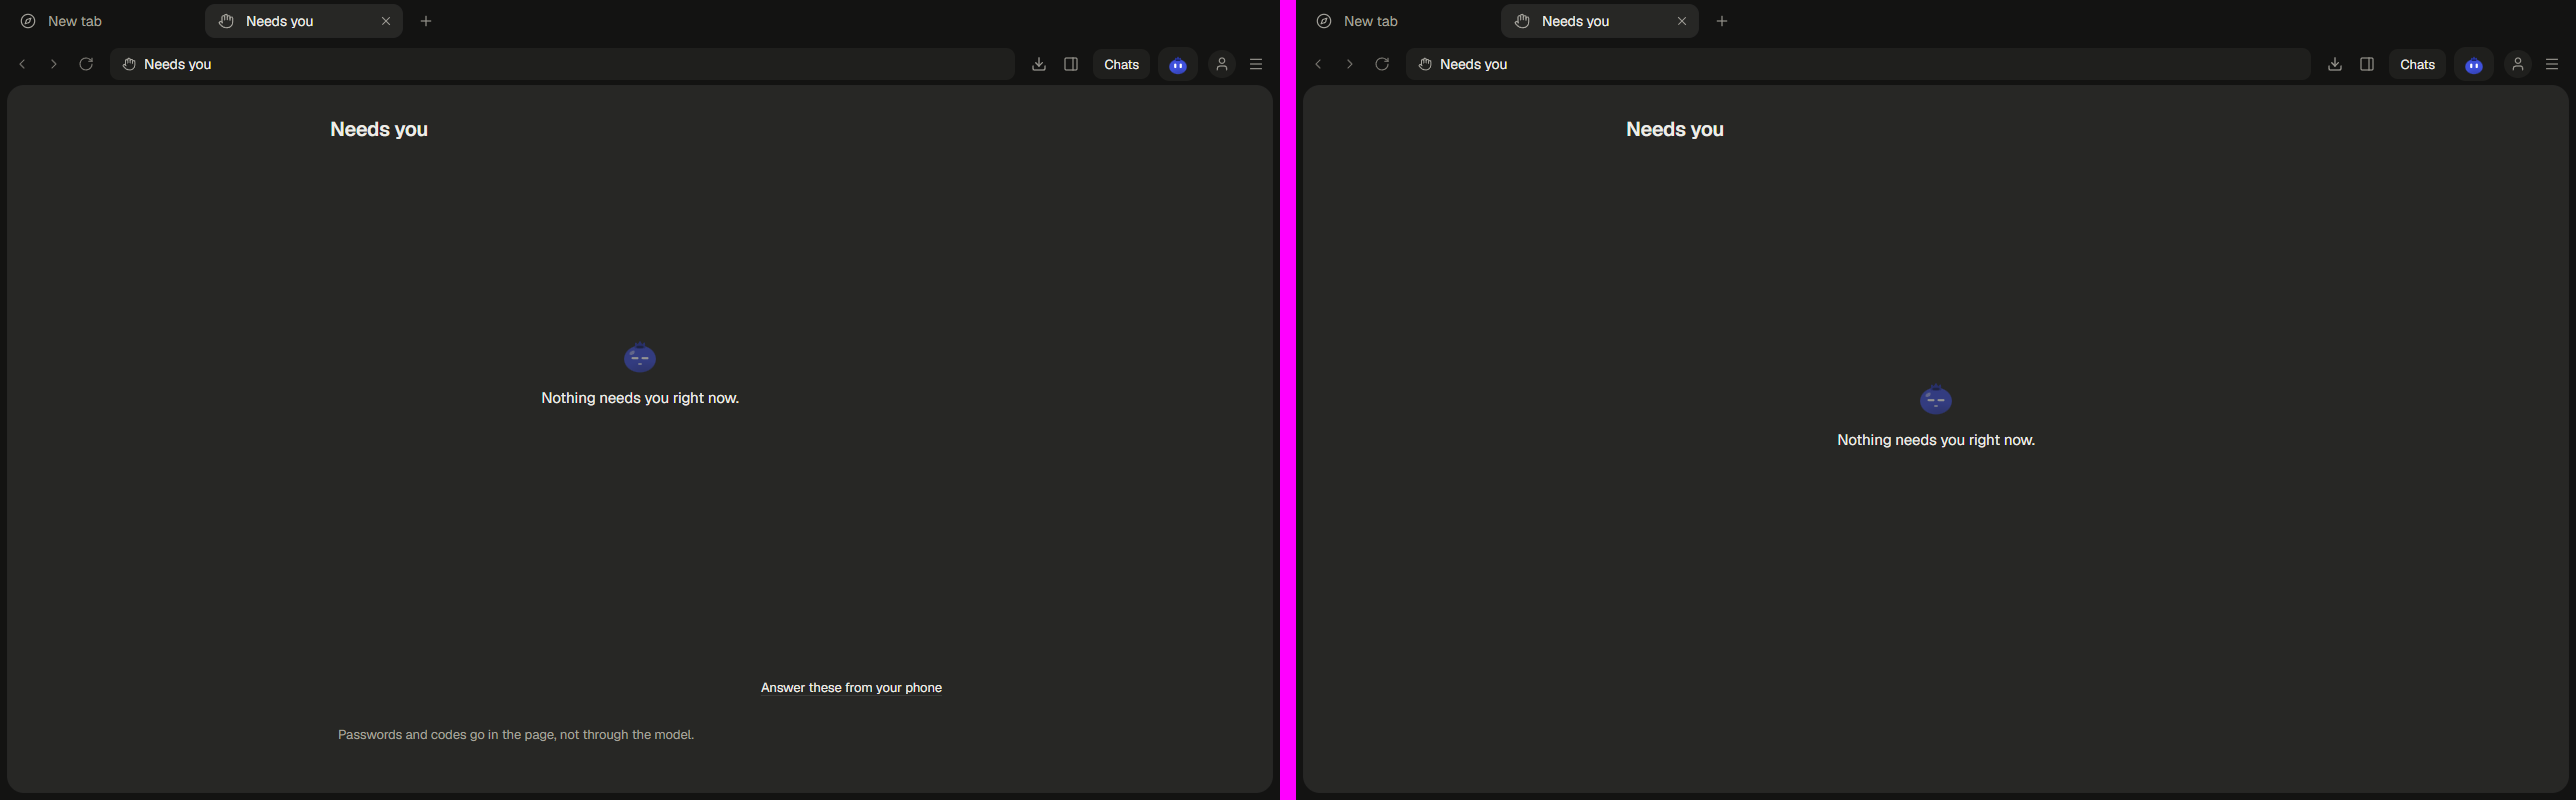 New tab
Needs you
Needs you
Chats
Needs you
Nothing needs you right now.
Answer these from your phone
Passwords and codes go in the page, not through the model.
New tab
Needs you
Needs you
Chats
Needs you
Nothing needs you right now.